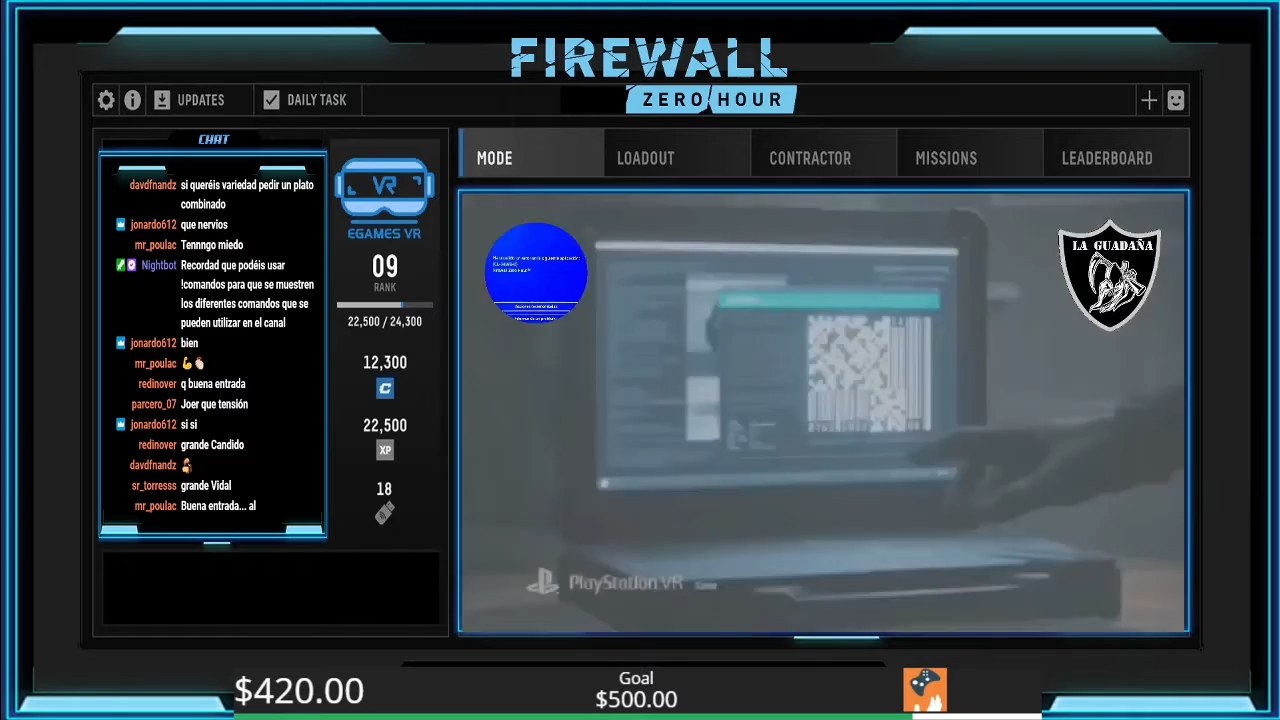 FIREWALL
ZERO HOUR
UPDATES
DAILY TASK
CHAT
davdfnandz si queréis variedad pedir un plato
combinado
jonardo612 que nervios
mr_poulac Tennngo miedo
Nightbot Recordad que podéis usar
!comandos para que se muestren
los diferentes comandos que se
pueden utilizar en el canal
jonardo612 bien
mr_poulac
redinover q buena entrada
parcero_07 Joer que tensión
jonardo612 si si
redinover grande Candido
davdfnandz
sr_torresss grande Vidal
mr_poulac Buena entrada... al
VR
EGAMES VR
09
RANK
22,500 / 24,300
12,300
C
22,500
XP
18
MODE
LOADOUT
CONTRACTOR
MISSIONS
LEADERBOARD
LA GUADAÑA
PlayStation.VR
$420.00
Goal
$500.00